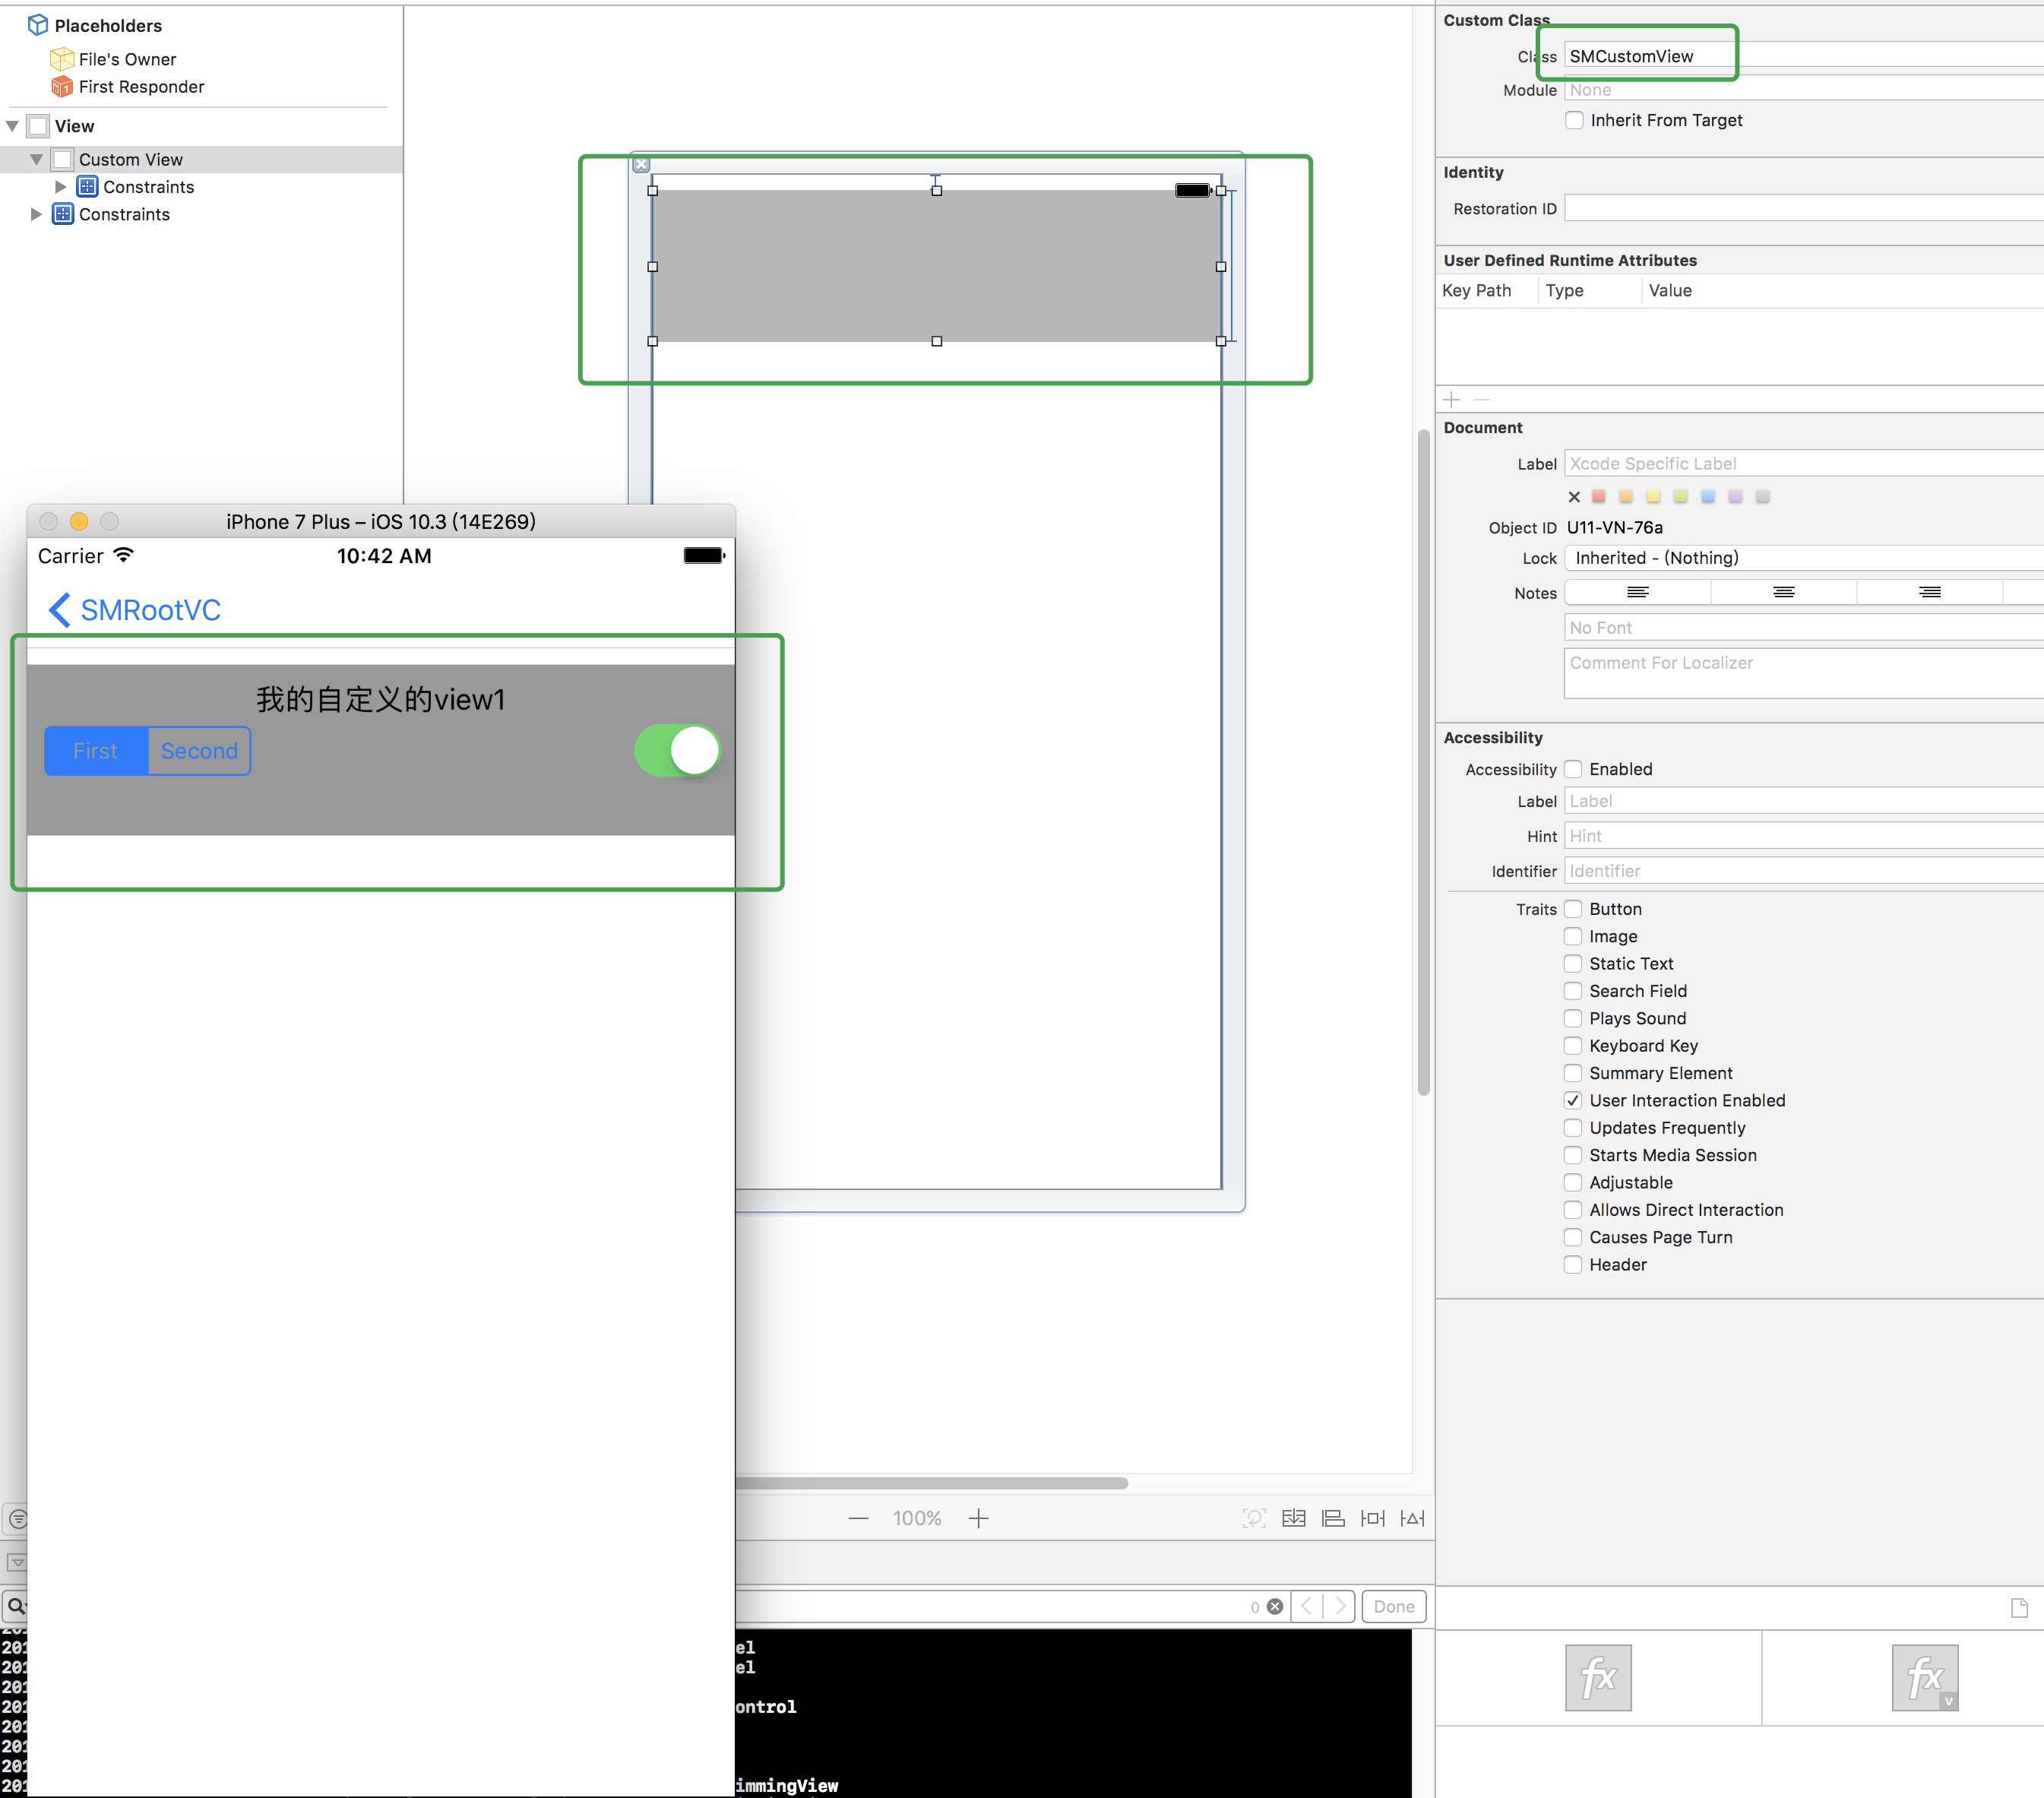 Placeholders
File's Owner
First Responder
View
Custom View
Constraints
Constraints
iPhone 7 Plus – iOS 10.3 (14E269)
Carrier
10:42 AM
SMRootVC
我的自定义的view1
First Second
100%
0
Done
201
201
201
201
201
201
201
201
el
el
ontrol
immingView
Custom Class
Class SMCustomView
Module None
Inherit From Target
Identity
Restoration ID
User Defined Runtime Attributes
Key Path Type Value
Document
Label Xcode Specific Label
Object ID U11-VN-76a
Lock Inherited - (Nothing)
Notes
No Font
Comment For Localizer
Accessibility
Accessibility Enabled
Label Label
Hint Hint
Identifier Identifier
Traits Button
Image
Static Text
Search Field
Plays Sound
Keyboard Key
Summary Element
User Interaction Enabled
Updates Frequently
Starts Media Session
Adjustable
Allows Direct Interaction
Causes Page Turn
Header
fx
fx
v